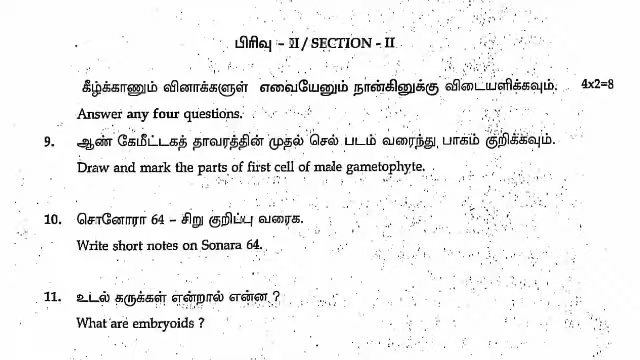 பிரிவு - II / SECTION - II
கீழ்க்காணும் வினாக்களுள் எவையேனும் நான்கினுக்கு விடையளிக்கவும். 4x2=8
Answer any four questions.
9. ஆண் கேமீட்டகத் தாவரத்தின் முதல் செல் படம் வரைந்து பாகம் குறிக்கவும்.
Draw and mark the parts of first cell of male gametophyte.
10. சொனோரா 64 - சிறு குறிப்பு வரைக.
Write short notes on Sonara 64.
11. உடல் கருக்கள் என்றால் என்ன ?
What are embryoids ?